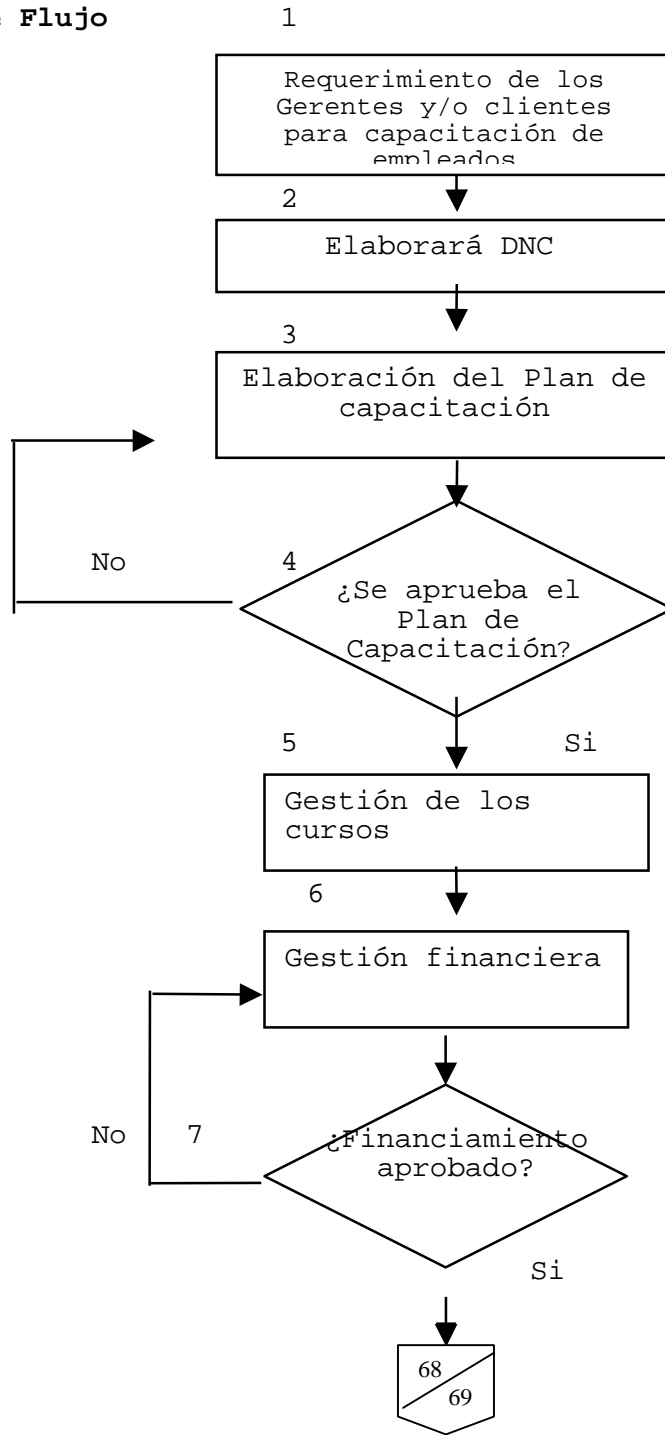 Flujo
1
Requerimiento de los
Gerentes y/o clientes
para capacitación de
empleados
2
Elaborará DNC
3
Elaboración del Plan de
capacitación
No
4
¿Se aprueba el
Plan de
Capacitación?
5
Si
Gestión de los
cursos
6
Gestión financiera
No
7
¿Financiamiento
aprobado?
Si
68
69